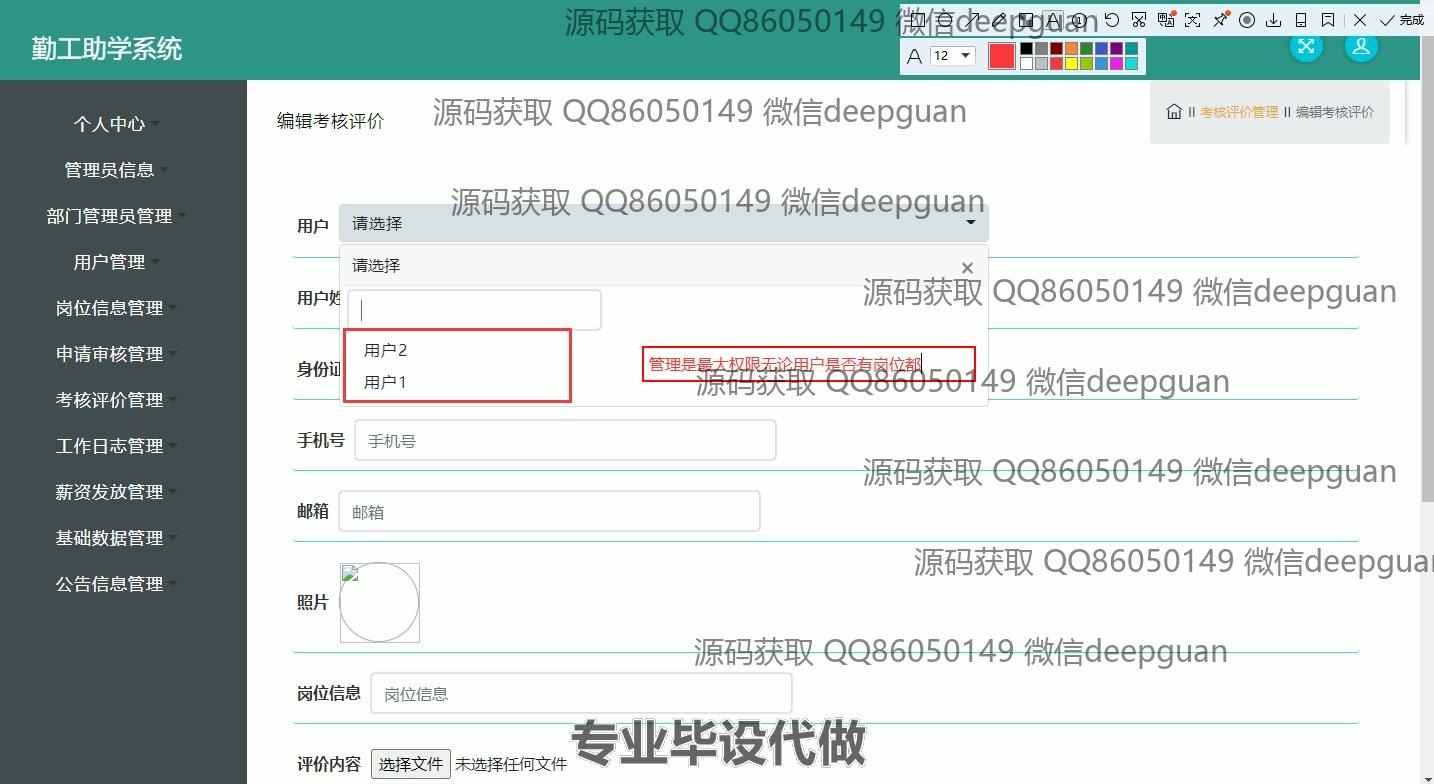 源码获取 QQ86050149 微信deepguan
12
完成
勤工助学系统
个人中心
管理员信息
部门管理员管理
用户管理
岗位信息管理
申请审核管理
考核评价管理
工作日志管理
薪资发放管理
基础数据管理
公告信息管理
编辑考核评价
源码获取 QQ86050149 微信deepguan
考核评价管理
编辑考核评价
源码获取 QQ86050149 微信deepguan
用户
请选择
请选择
×
用户姓
源码获取 QQ86050149 微信deepguan
用户2
用户1
管理是最大权限无论用户是否有岗位都
身份证
源码获取 QQ86050149 微信deepguan
手机号
手机号
源码获取 QQ86050149 微信deepguan
邮箱
邮箱
源码获取 QQ86050149 微信deepguan
照片
源码获取 QQ86050149 微信deepguan
岗位信息
岗位信息
专业毕设代做
评价内容
选择文件 未选择任何文件